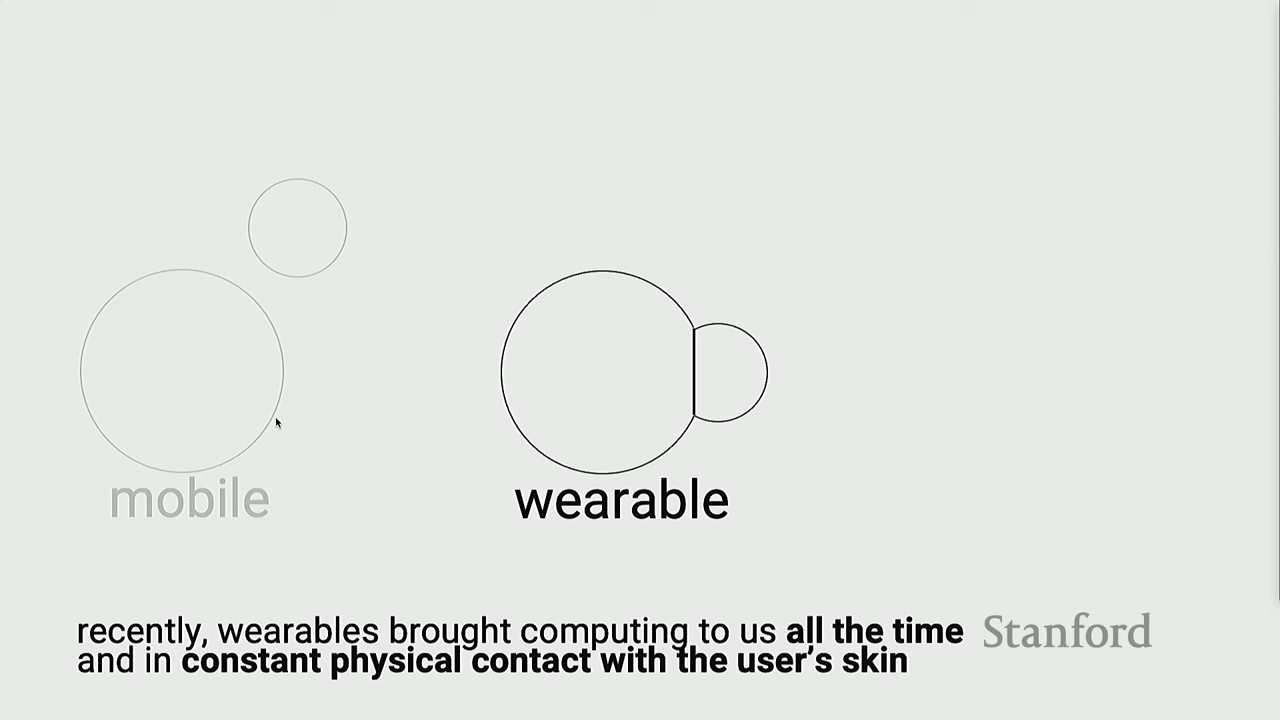 mobile
wearable
recently, wearables brought computing to us all the time
and in constant physical contact with the user's skin
Stanford